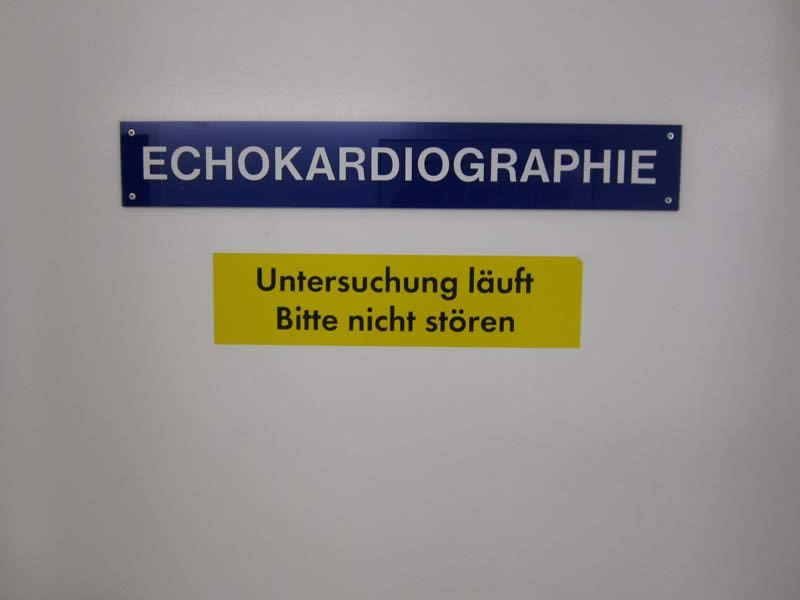 ECHOKARDIOGRAPHIE
Untersuchung läuft
Bitte nicht stören